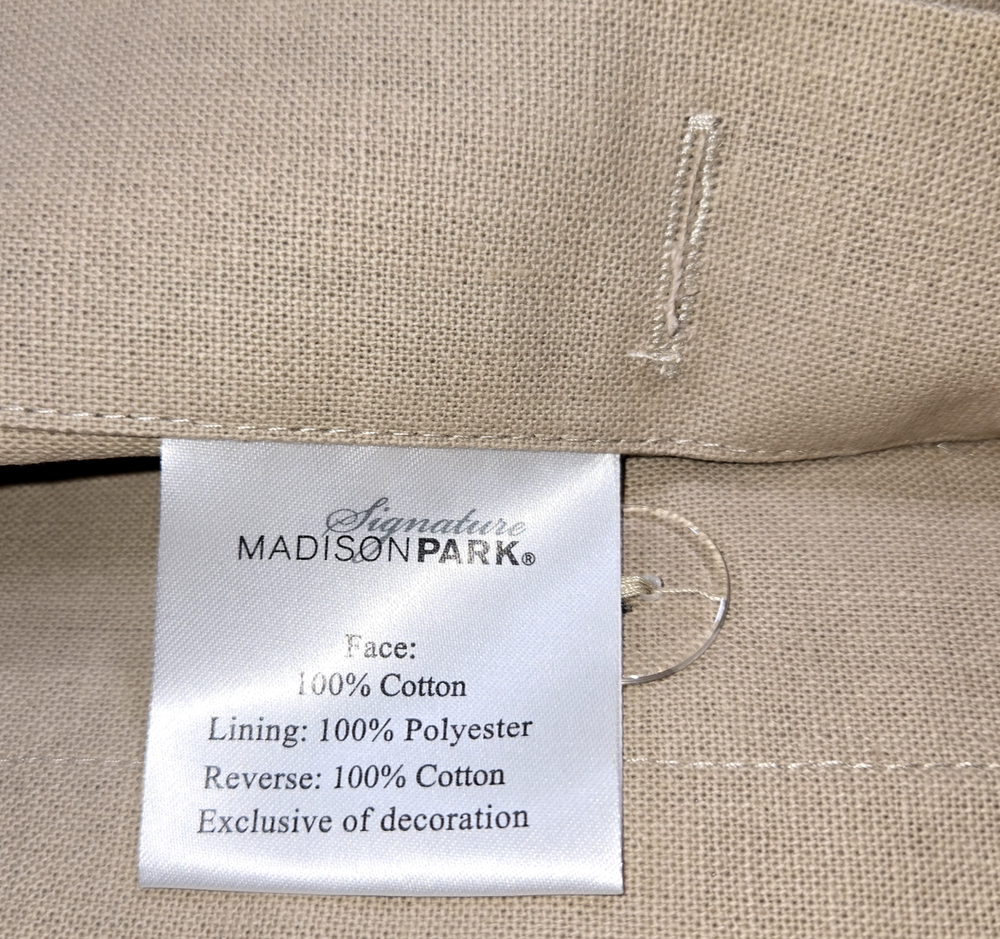 Signature
MADISONPARK®
Face:
100% Cotton
Lining: 100% Polyester
Reverse: 100% Cotton
Exclusive of decoration